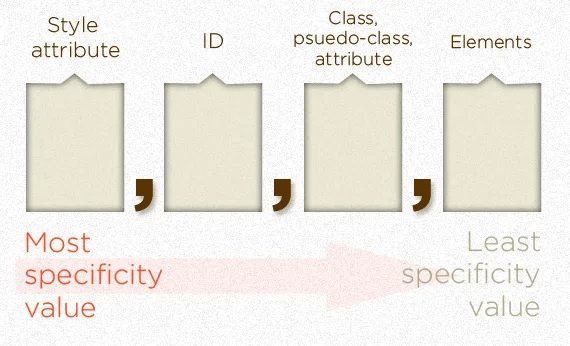 Style
attribute
ID
Class,
psuedo-class,
attribute
Elements
, , ,
Most
specificity
value
Least
specificity
value